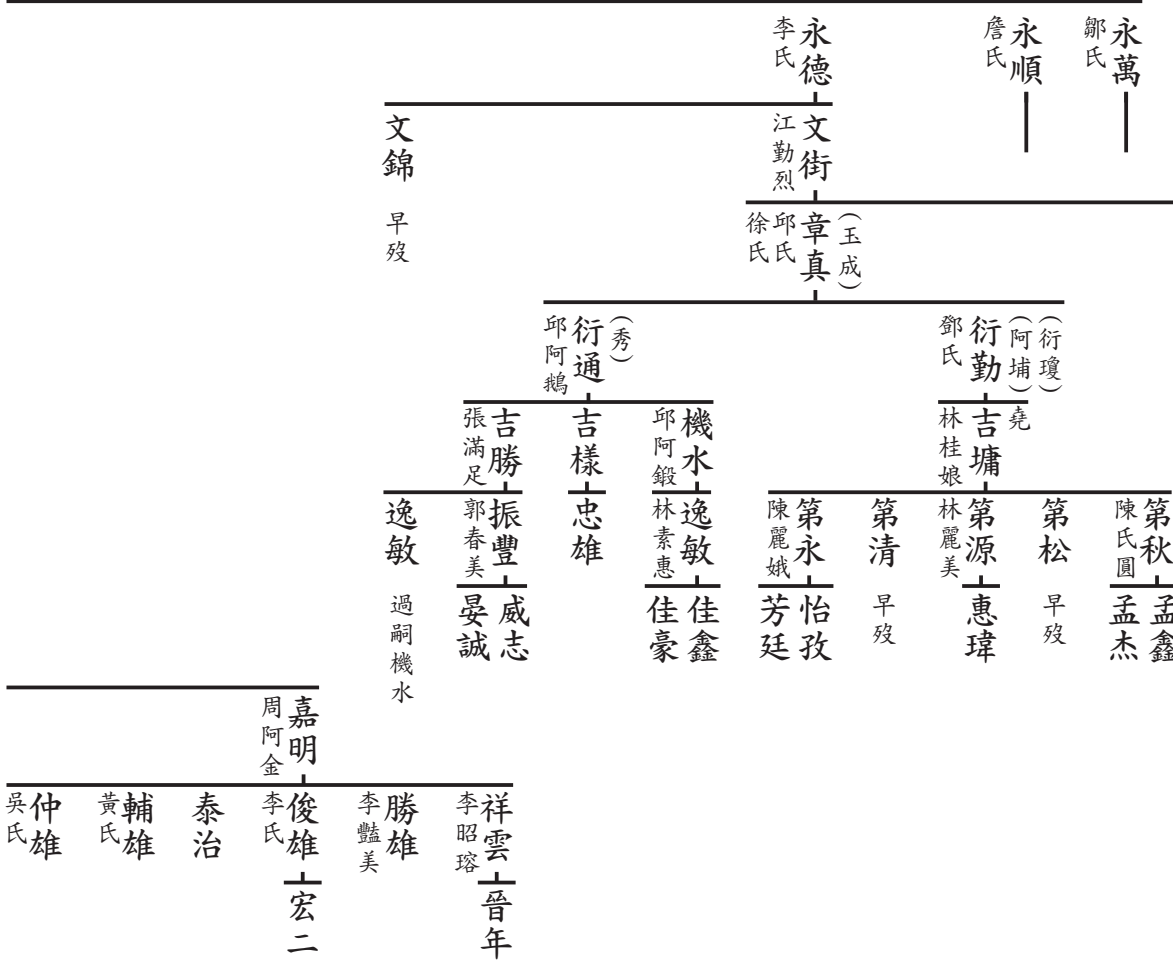 永萬
鄒氏
永順
詹氏
永德
李氏
文街
江勤烈
文錦
早歿
(玉成)
章真
邱氏
徐氏
(衍瓊)
(阿埔)
衍勤
鄧氏
(秀)
衍通
邱阿鵝
堯
吉墉
林桂娘
機水
邱阿鍛
吉樣
吉勝
張滿足
第秋
陳氏圓
第松
早歿
第源
林麗美
第清
早歿
第永
陳麗娥
逸敏
林素惠
忠雄
振豐
郭春美
逸敏
過嗣機水
孟鑫
孟杰
惠瑋
怡孜
芳廷
佳鑫
佳豪
威志
晏誠
嘉明
周阿金
祥雲
李昭瑢
勝雄
李豔美
俊雄
李氏
泰治
輔雄
黃氏
仲雄
吳氏
晉年
宏二